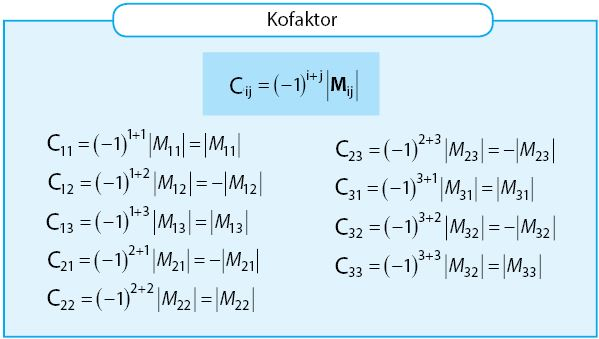 Kofaktor
C_ij = (−1)^{i+j} |M_ij|
C_11 = (−1)^{1+1} |M_11| = |M_11|
C_12 = (−1)^{1+2} |M_12| = −|M_12|
C_13 = (−1)^{1+3} |M_13| = |M_13|
C_21 = (−1)^{2+1} |M_21| = −|M_21|
C_22 = (−1)^{2+2} |M_22| = |M_22|
C_23 = (−1)^{2+3} |M_23| = −|M_23|
C_31 = (−1)^{3+1} |M_31| = |M_31|
C_32 = (−1)^{3+2} |M_32| = −|M_32|
C_33 = (−1)^{3+3} |M_32| = |M_33|